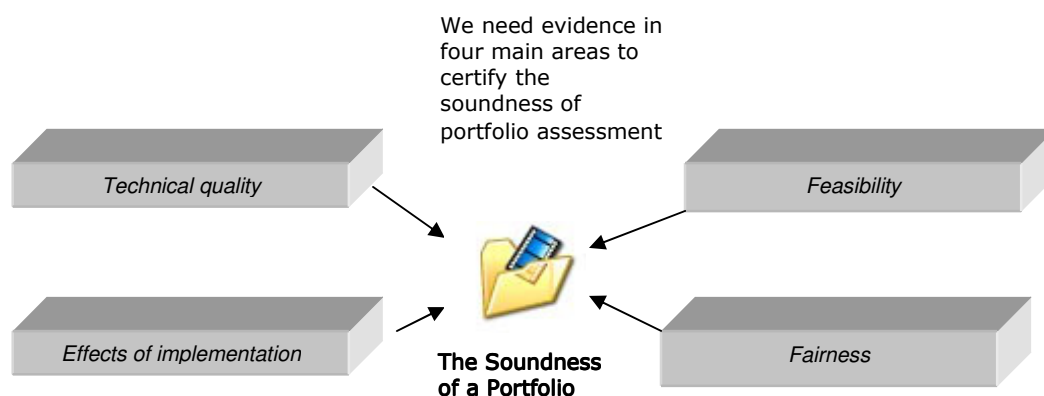 We need evidence in
four main areas to
certify the
soundness of
portfolio assessment
Technical quality
Feasibility
Effects of implementation
Fairness
The Soundness
of a Portfolio